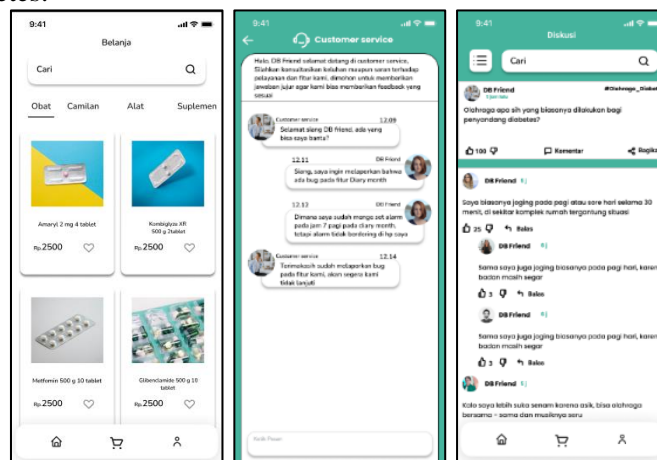 9:41
Belanja
Cari
Obat Camilan Alat Suplemen
Amaryl 2 mg 4 tablet
Rp.2500
Kombiglyze XR
500 g 2tablet
Rp.2500
Metfomin 500 g 10 tablet
Rp.2500
Glibenclamide 500 g 10
tablet
Rp.2500
9:41
Customer service
Halo, DB Friend selamat datang di customer service,
Silahkan konsultasikan keluhan maupun saran terhadap
pelayanan dan fitur kami, dimohon untuk memberikan
jawaban jujur agar kami bisa memberikan feedback yang
sesuai
Customer service 12.09
Selamat siang DB friend, ada yang
bisa saya bantu?
12.11 DB Friend
Siang, saya ingin melaporkan bahwa
ada bug pada fitur Diary month
12.12 DB Friend
Dimana saya sudah mengo set alarm
pada jam 7 pagi pada diary month,
tetapi alarm tidak berdering di hp saya
Customer service 12.14
Terimakasih sudah melaporkan bug
pada fitur kami, akan segera kami
tidak lanjuti
Ketik Pesan
9:41
Diskusi
Cari
DB Friend #Olahraga_Diabet
Olahraga apa sih yang biasanya dilakukan bagi
penyandang diabetes?
100 Komentar Bagika
DB Friend
Saya biasanya joging pada pagi atau sore hari selama 30
menit, di sekitar komplek rumah tergantung situasi
25 Balas
DB Friend
Sama saya juga joging biasanya pada pagi hari, karen
badan masih segar
3 Balas
DB Friend
Sama saya juga joging biasanya pada pagi hari, karen
badan masih segar
3 Balas
DB Friend
Kalo saya lebih suka senam karena asik, bisa olahraga
bersama - sama dan musiknya seru